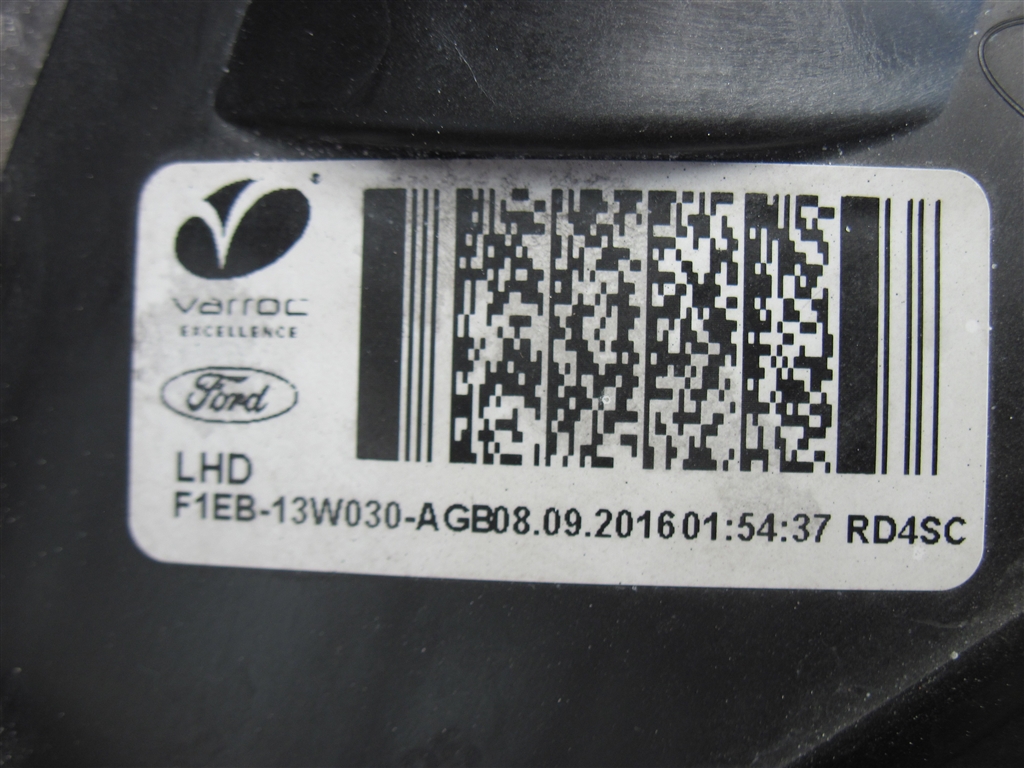 varroc
EXCELLENCE
Ford
LHD
F1EB-13W030-AGB08.09.2016 01:54:37 RD4SC